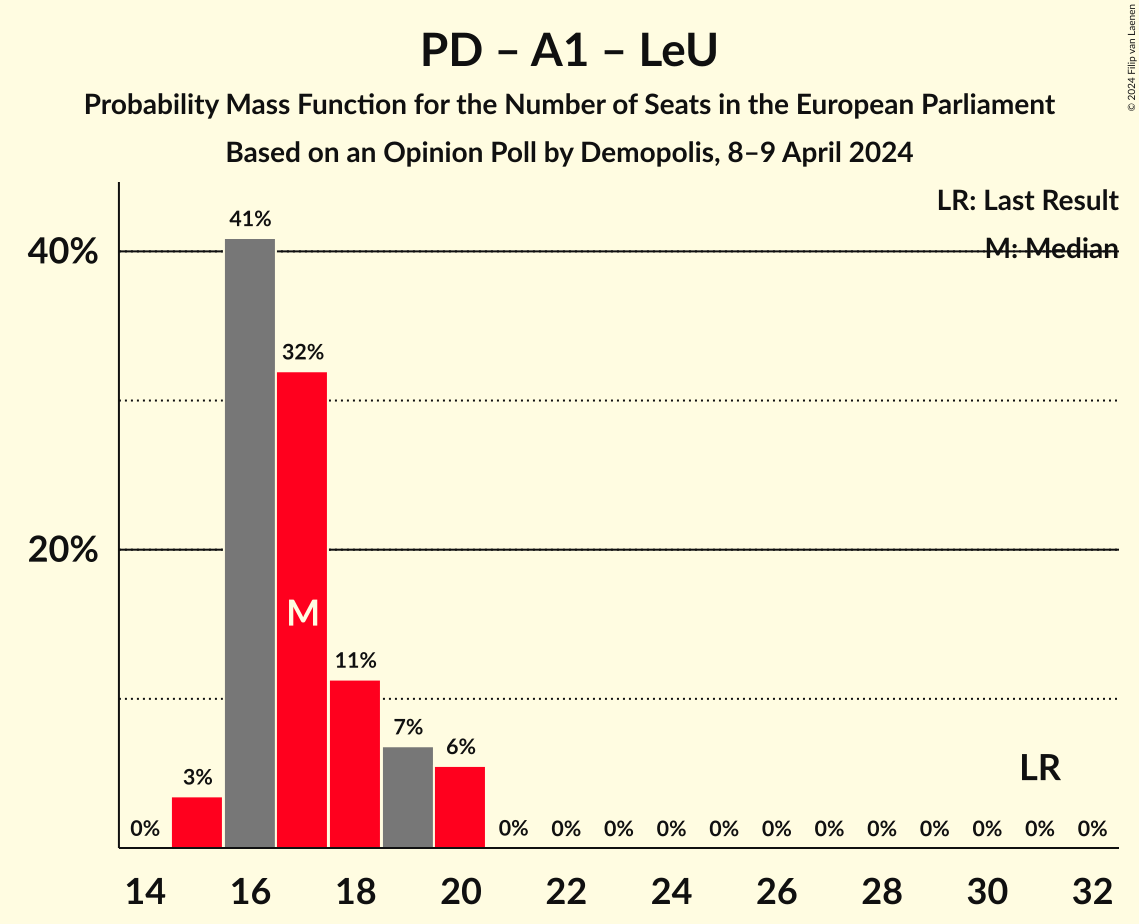 PD – A1 – LeU
Probability Mass Function for the Number of Seats in the European Parliament
Based on an Opinion Poll by Demopolis, 8–9 April 2024
© 2024 Filip van Laenen
LR: Last Result
M: Median
40%
20%
0%
3%
41%
32%
11%
7%
6%
0%
0%
0%
0%
0%
0%
0%
0%
0%
0%
0%
0%
M
LR
14 16 18 20 22 24 26 28 30 32